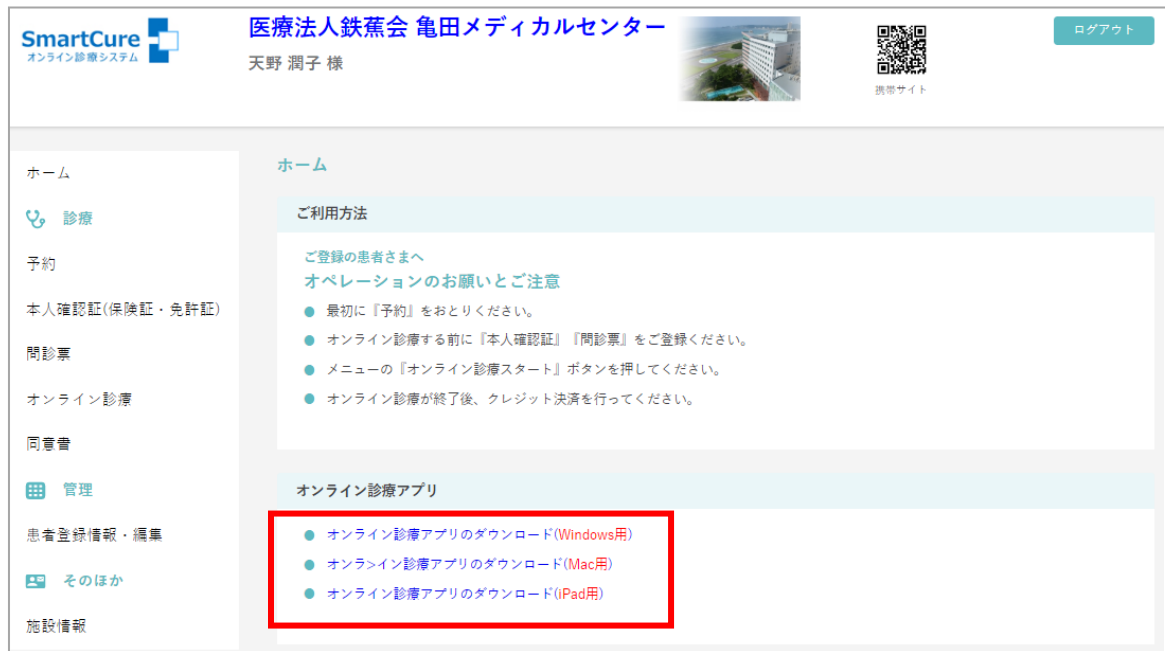 SmartCure
オンライン診療システム
医療法人鉄蕉会 亀田メディカルセンター
天野 潤子 様
携帯サイト
ログアウト
ホーム
診療
予約
本人確認証(保険証・免許証)
問診票
オンライン診療
同意書
管理
患者登録情報・編集
そのほか
施設情報
ホーム
ご利用方法
ご登録の患者さまへ
オペレーションのお願いとご注意
● 最初に『予約』をおとりください。
● オンライン診療する前に『本人確認証』『問診票』をご登録ください。
● メニューの『オンライン診療スタート』ボタンを押してください。
● オンライン診療が終了後、クレジット決済を行ってください。
オンライン診療アプリ
● オンライン診療アプリのダウンロード(Windows用)
● オンラ>イン診療アプリのダウンロード(Mac用)
● オンライン診療アプリのダウンロード(iPad用)